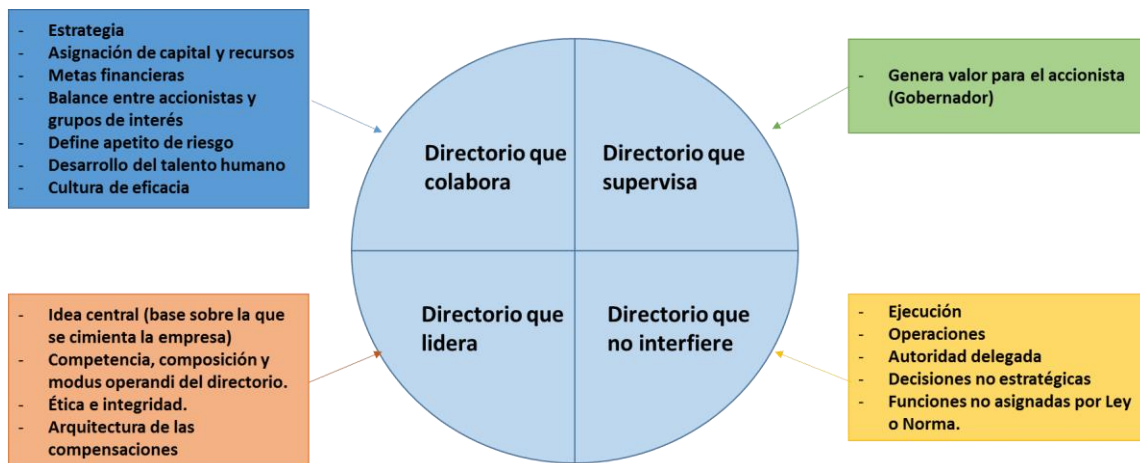 - Estrategia
- Asignación de capital y recursos
- Metas financieras
- Balance entre accionistas y
grupos de interés
- Define apetito de riesgo
- Desarrollo del talento humano
- Cultura de eficacia
- Genera valor para el accionista
(Gobernador)
Directorio que
colabora
Directorio que
supervisa
Directorio que
lidera
Directorio que
no interfiere
- Idea central (base sobre la que
se cimienta la empresa)
- Competencia, composición y
modus operandi del directorio.
- Ética e integridad.
- Arquitectura de las
compensaciones
- Ejecución
- Operaciones
- Autoridad delegada
- Decisiones no estratégicas
- Funciones no asignadas por Ley
o Norma.